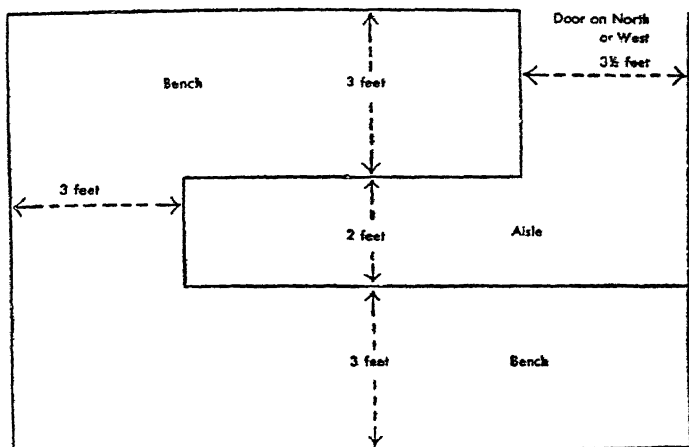 Door on North
or West
3½ feet
Bench
3 feet
3 feet
2 feet
Aisle
3 feet
Bench